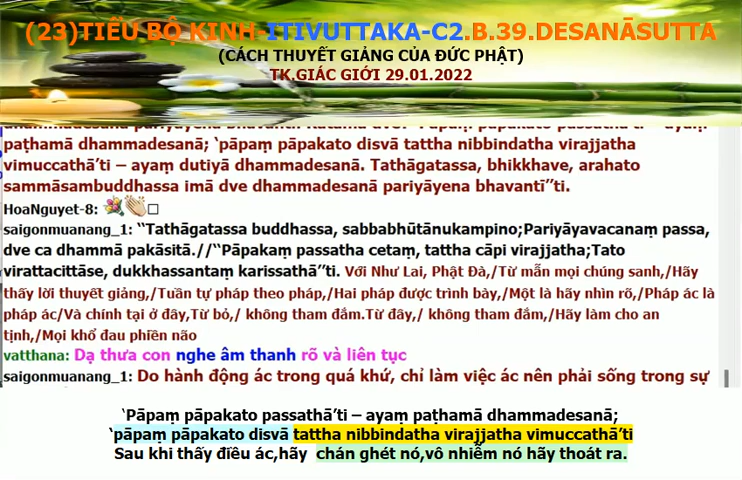 (23)TIỂU BỘ KINH-ITIVUTTAKA-C2.B.39.DESANĀSUTTA
(CÁCH THUYẾT GIẢNG CỦA ĐỨC PHẬT)
TK.GIÁC GIỚI 29.01.2022
paṭhamā dhammadesanā; ‘pāpaṃ pāpakato disvā tattha nibbindatha virajjatha
vimuccathā’ti – ayaṃ dutiyā dhammadesanā. Tathāgatassa, bhikkhave, arahato
sammāsambuddhassa imā dve dhammadesanā pariyāyena bhavantī”ti.
HoaNguyet-8:
saigonmuanang_1: “Tathāgatassa buddhassa, sabbabhūtānukampino;Pariyāyavacanaṃ passa,
dve ca dhammā pakāsitā.//“Pāpakaṃ passatha cetaṃ, tattha cāpi virajjatha;Tato
virattacittāse, dukkhassantaṃ karissathā”ti. Với Như Lai, Phật Đà,/Từ mẫn mọi chúng sanh,/Hãy
thấy lời thuyết giảng,/Tuần tự pháp theo pháp,/Hai pháp được trình bày,/Một là hãy nhìn rõ,/Pháp ác là
pháp ác/Và chính tại ở đây,Từ bỏ,/ không tham đắm.Từ đây,/ không tham đắm,/Hãy làm cho an
tịnh,/Mọi khổ đau phiền não
vatthana: Dạ thưa con nghe âm thanh rõ và liên tục
saigonmuanang_1: Do hành động ác trong quá khứ, chỉ làm việc ác nên phải sống trong sự
‘Pāpaṃ pāpakato passathā’ti – ayaṃ paṭhamā dhammadesanā;
‘pāpaṃ pāpakato disvā tattha nibbindatha virajjatha vimuccathā’ti
Sau khi thấy điều ác,hãy chán ghét nó,vô nhiễm nó hãy thoát ra.